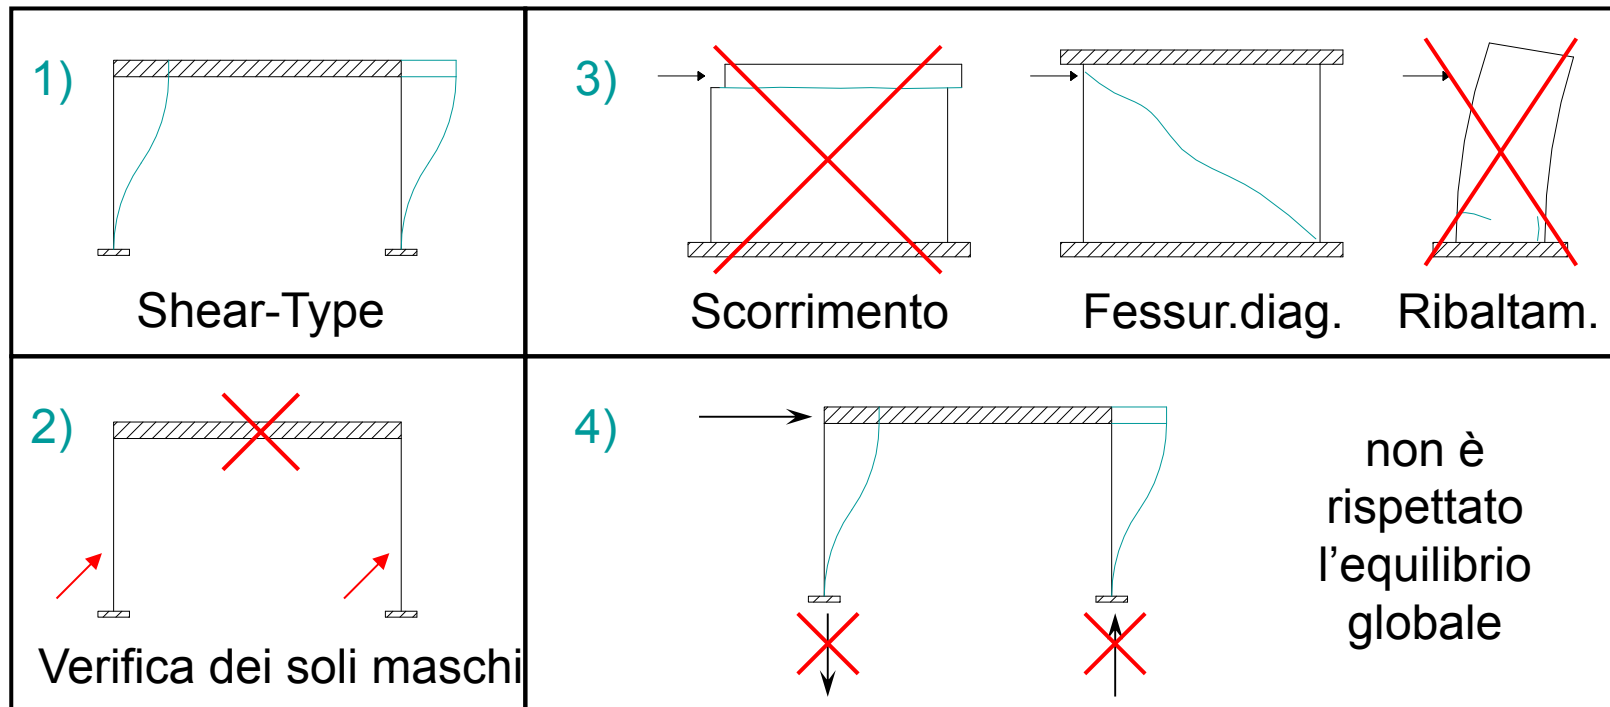 1)
Shear-Type
3)
Scorrimento
Fessur.diag.
Ribaltam.
2)
Verifica dei soli maschi
4)
non è
rispettato
l’equilibrio
globale